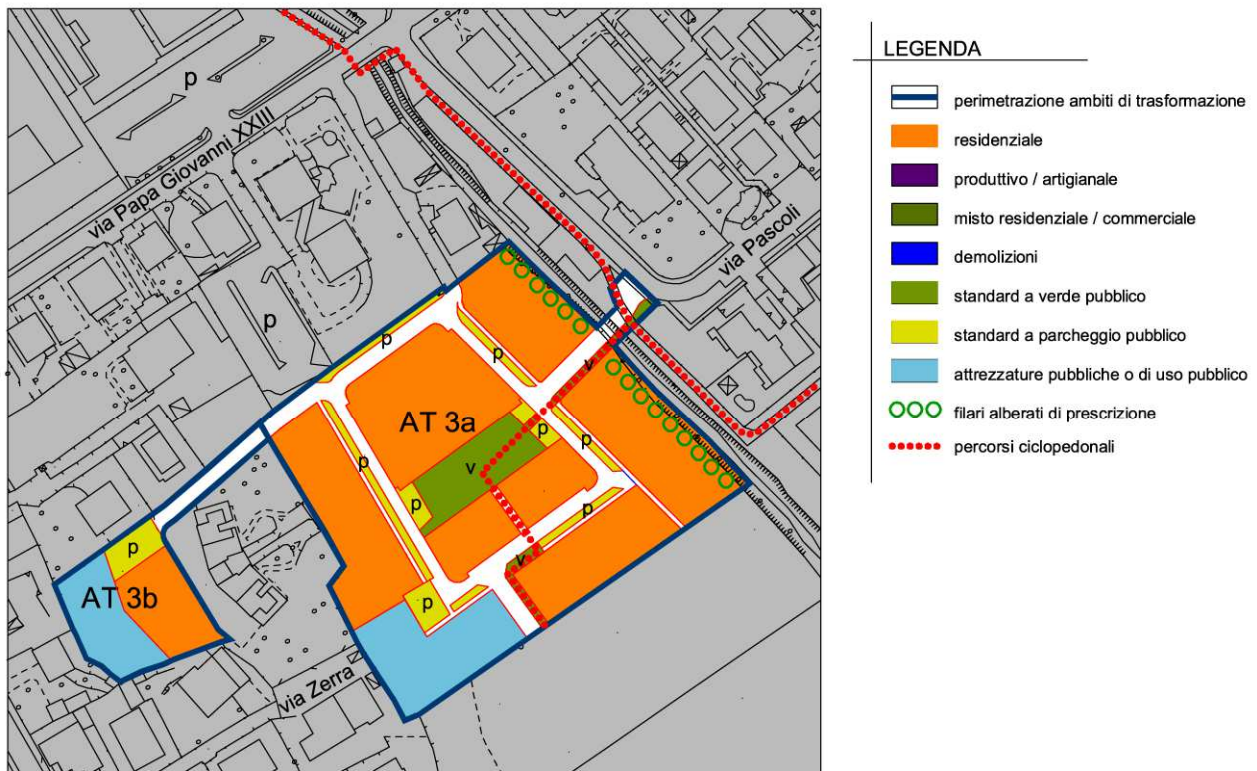 p
via Papa Giovanni XXIII
via Pascoli
p
p
p
v
AT 3a
p
p
p
v
p
p
p
v
p
AT 3b
p
via Zerra
LEGENDA
perimetrazione ambiti di trasformazione
residenziale
produttivo / artigianale
misto residenziale / commerciale
demolizioni
standard a verde pubblico
standard a parcheggio pubblico
attrezzature pubbliche o di uso pubblico
filari alberati di prescrizione
percorsi ciclopedonali